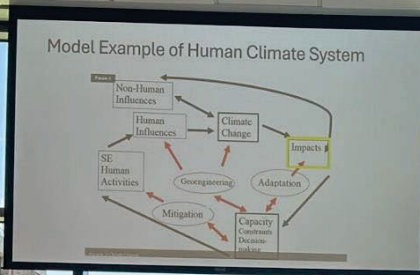 Model Example of Human Climate System
Non-Human
Influences
Human
Influences
Climate
Change
Impacts
SE
Human
Activities
Geoengineering
Adaptation
Mitigation
Capacity
Constraints
Decision-
making